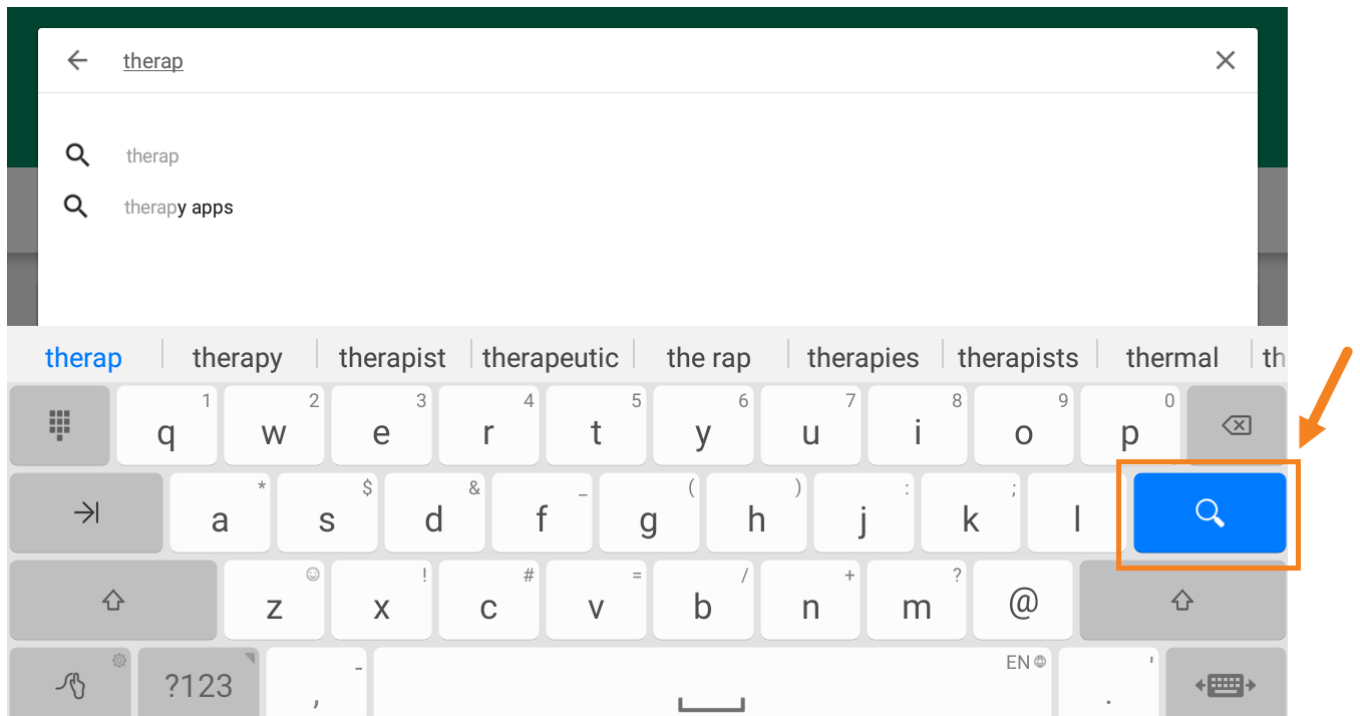 therap
therap
therapy apps
therap therapy therapist therapeutic the rap therapies therapists thermal th
1 2 3 4 5 6 7 8 9 0
q w e r t y u i o p
* $ & _ ( ) : ;
a s d f g h j k l
! # = / + ?
z x c v b n m @
- EN '
?123 , .